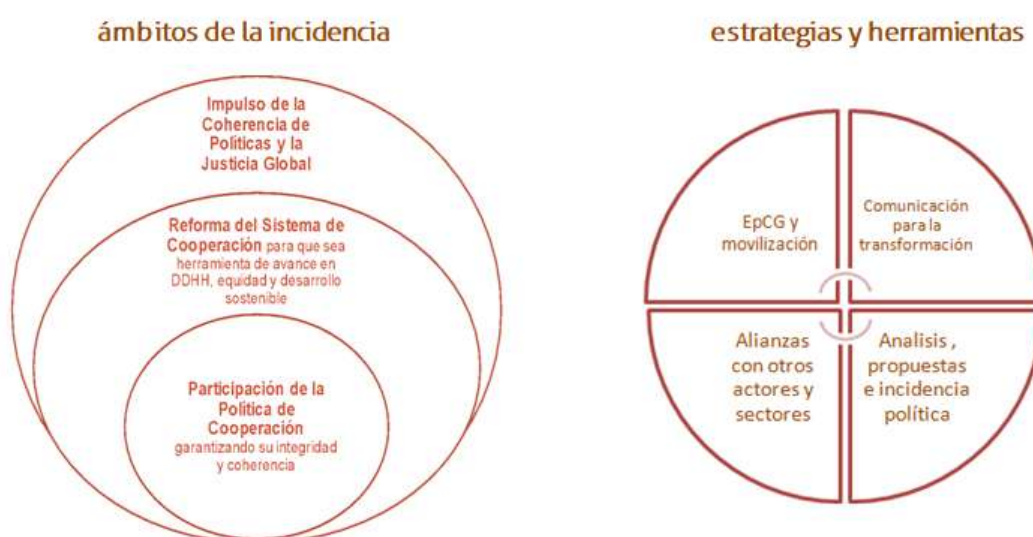 ámbitos de la incidencia
Impulso de la
Coherencia de
Políticas y la
Justicia Global
Reforma del Sistema de
Cooperación para que sea
herramienta de avance en
DDHH, equidad y desarrollo
sostenible
Participación de la
Política de
Cooperación
garantizando su integridad
y coherencia
estrategias y herramientas
EpCG y
movilización
Comunicación
para la
transformación
Alianzas
con otros
actores y
sectores
Analisis ,
propuestas
e incidencia
política